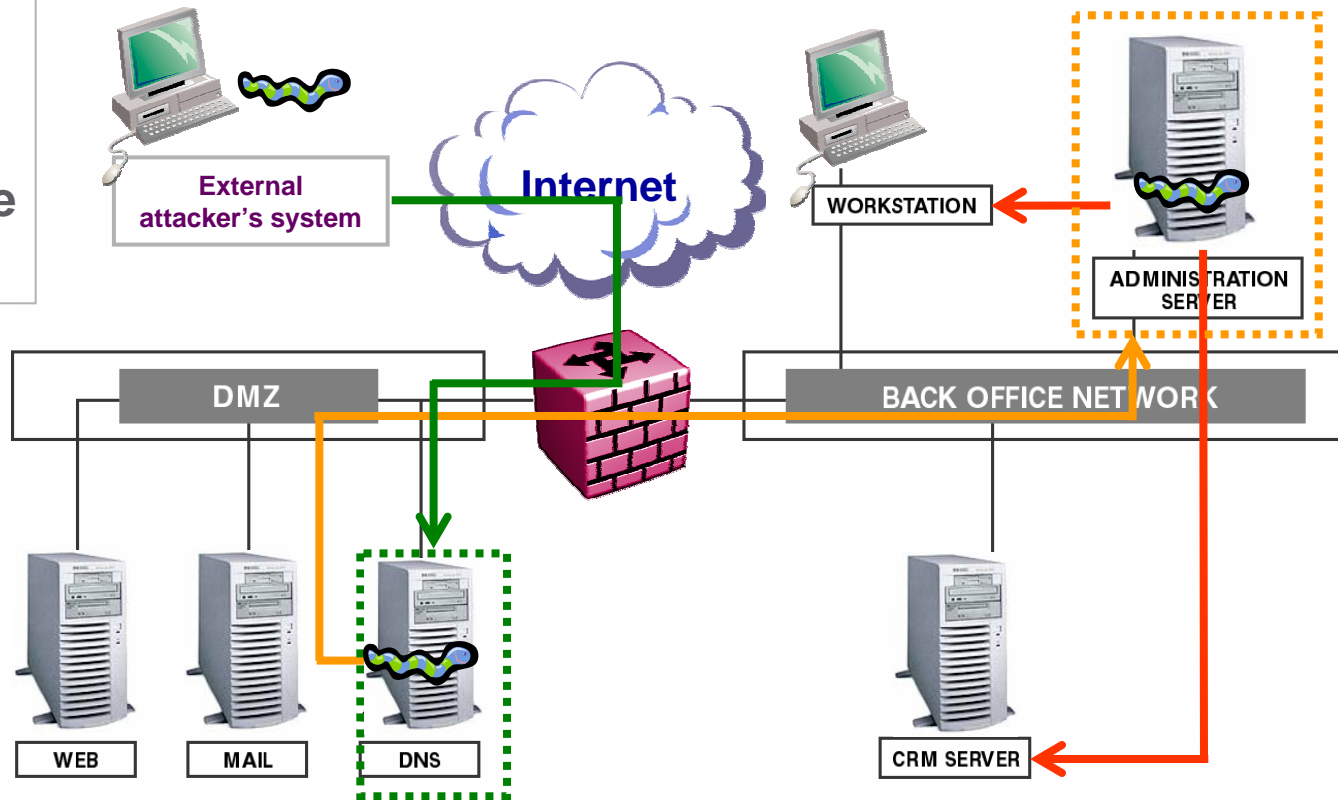 e
External
attacker's system
Internet
WORKSTATION
ADMINISTRATION
SERVER
DMZ
BACK OFFICE NETWORK
WEB
MAIL
DNS
CRM SERVER